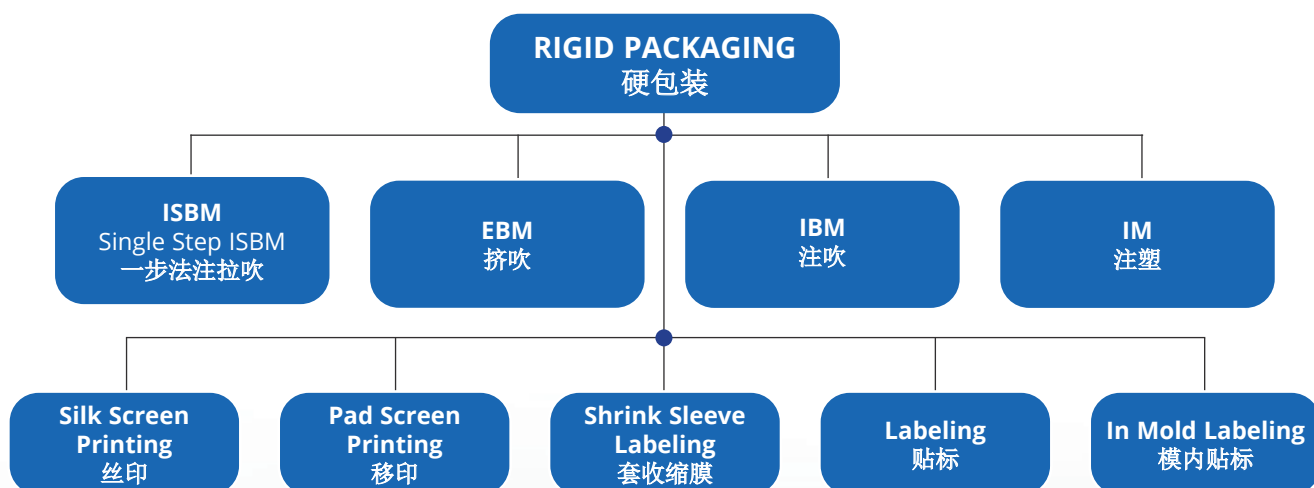 RIGID PACKAGING
硬包装
ISBM
Single Step ISBM
一步法注拉吹
EBM
挤吹
IBM
注吹
IM
注塑
Silk Screen
Printing
丝印
Pad Screen
Printing
移印
Shrink Sleeve
Labeling
套收缩膜
Labeling
贴标
In Mold Labeling
模内贴标